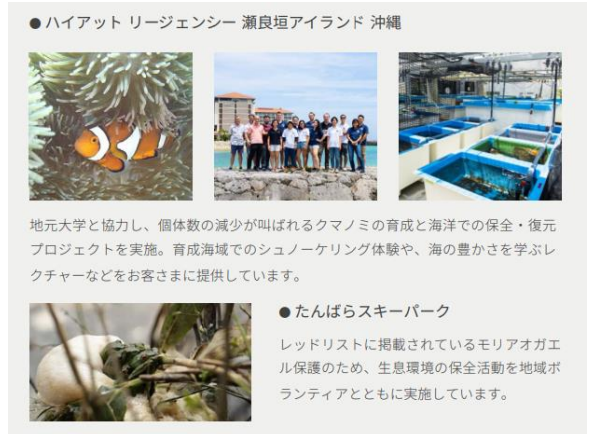 ● ハイアット リージェンシー 瀬良垣アイランド 沖縄
地元大学と協力し、個体数の減少が叫ばれるクマノミの育成と海洋での保全・復元
プロジェクトを実施。育成海域でのシュノーケリング体験や、海の豊かさを学ぶレ
クチャーなどをお客さまに提供しています。
● たんばらスキーパーク
レッドリストに掲載されているモリアオガエ
ル保護のため、生息環境の保全活動を地域ボ
ランティアとともに実施しています。